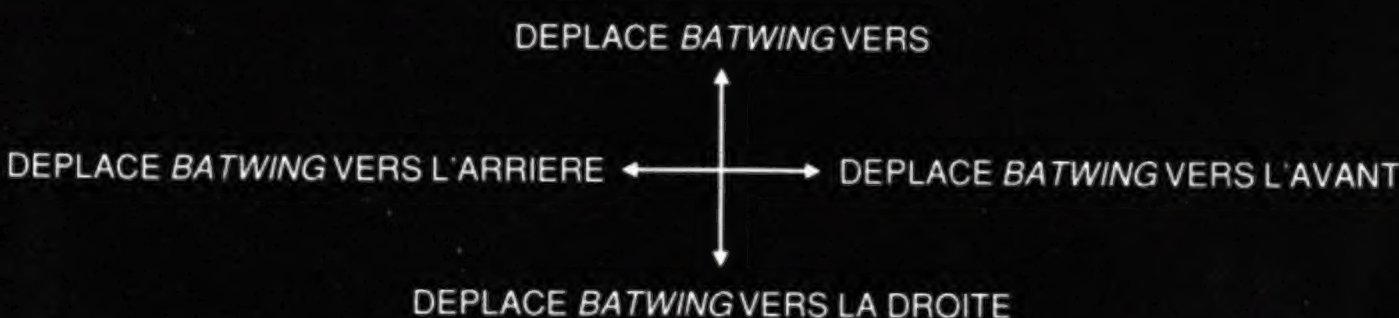 DEPLACE BATWING VERS
DEPLACE BATWING VERS L'ARRIERE
DEPLACE BATWING VERS L'AVANT
DEPLACE BATWING VERS LA DROITE